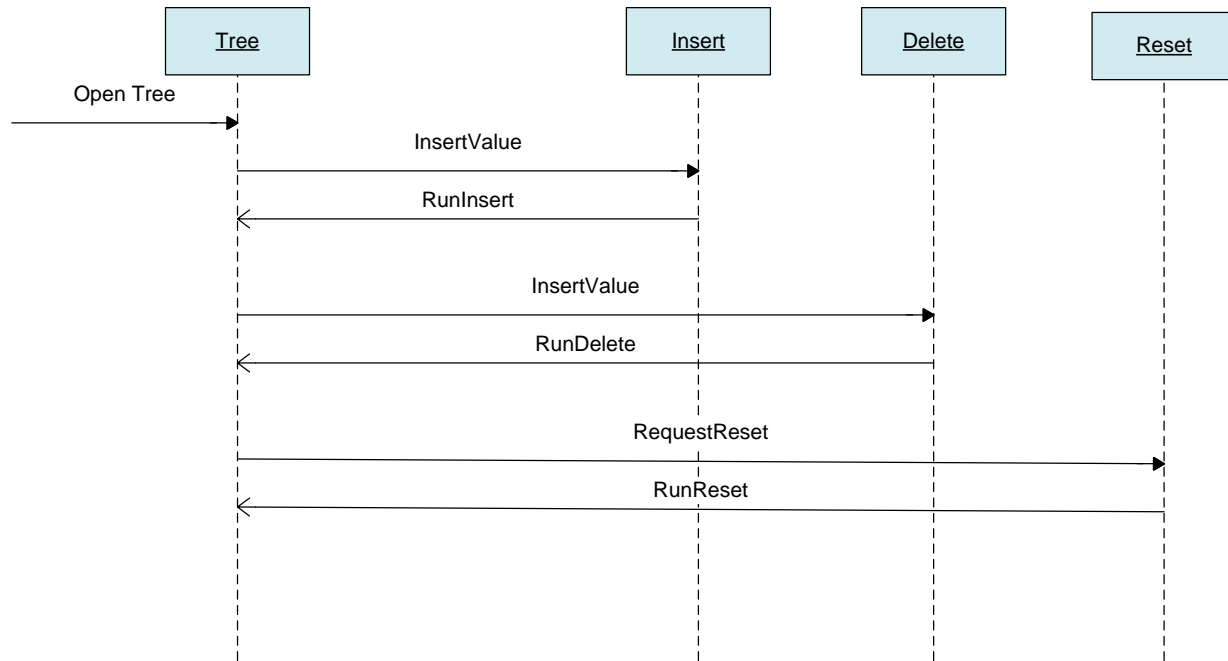 Tree
Insert
Delete
Reset
Open Tree
InsertValue
RunInsert
InsertValue
RunDelete
RequestReset
RunReset